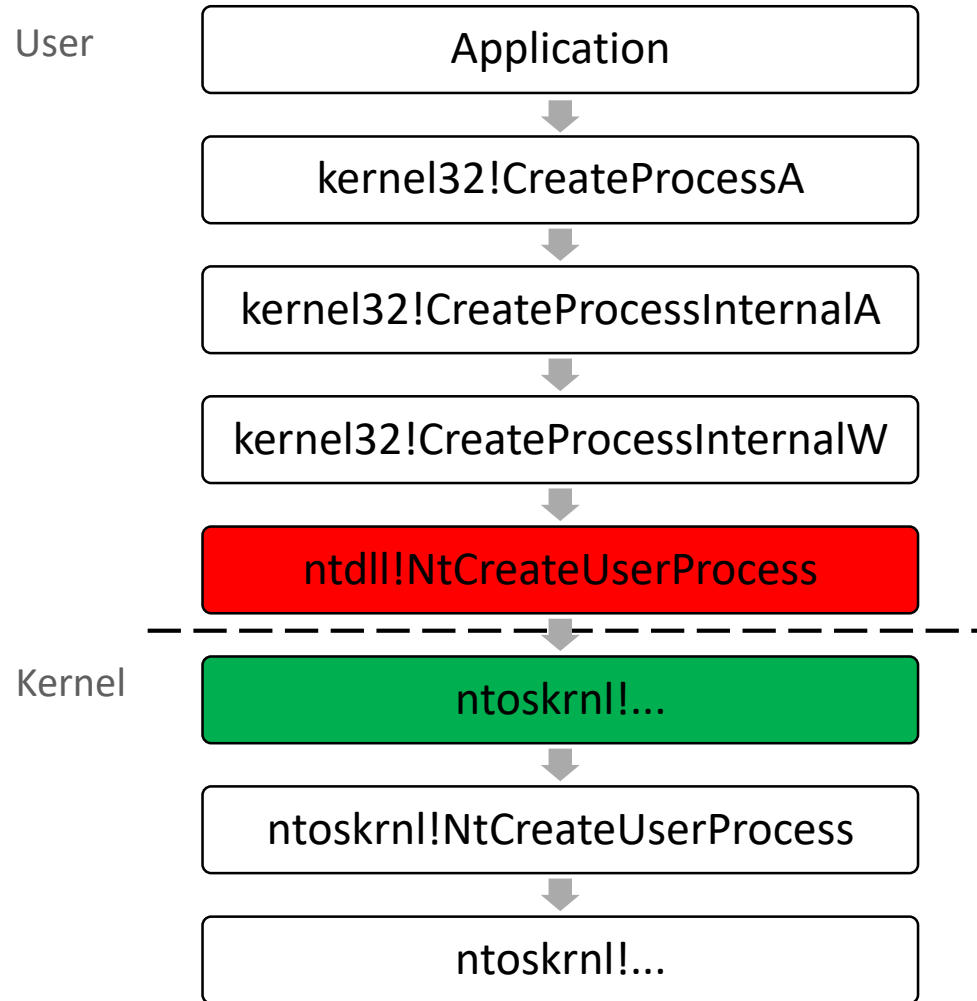 User
Application
kernel32!CreateProcessA
kernel32!CreateProcessInternalA
kernel32!CreateProcessInternalW
ntdll!NtCreateUserProcess
Kernel
ntoskrnl!...
ntoskrnl!NtCreateUserProcess
ntoskrnl!...